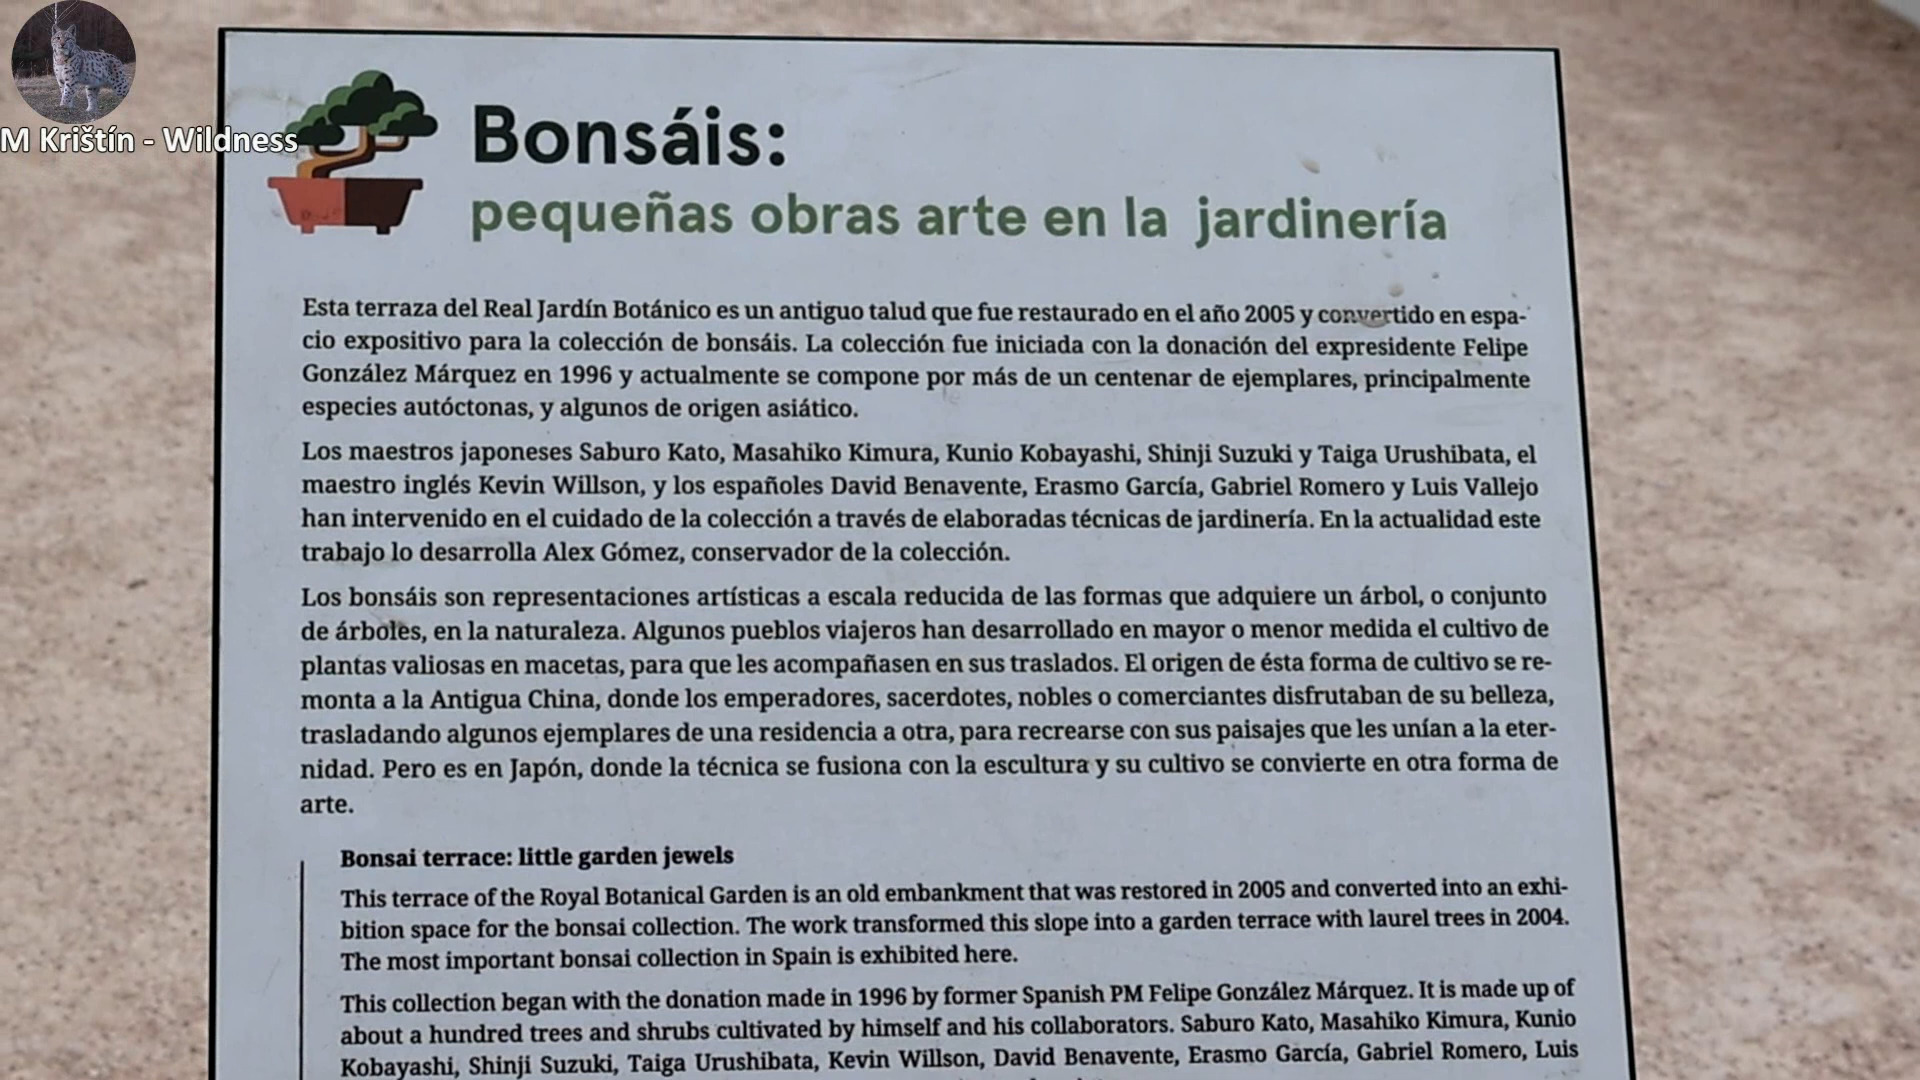 M Krištín - Wildness
Bonsáis:
pequeñas obras arte en la jardinería
Esta terraza del Real Jardín Botánico es un antiguo talud que fue restaurado en el año 2005 y convertido en espa-
cio expositivo para la colección de bonsáis. La colección fue iniciada con la donación del expresidente Felipe
González Márquez en 1996 y actualmente se compone por más de un centenar de ejemplares, principalmente
especies autóctonas, y algunos de origen asiático.
Los maestros japoneses Saburo Kato, Masahiko Kimura, Kunio Kobayashi, Shinji Suzuki y Taiga Urushibata, el
maestro inglés Kevin Willson, y los españoles David Benavente, Erasmo García, Gabriel Romero y Luis Vallejo
han intervenido en el cuidado de la colección a través de elaboradas técnicas de jardinería. En la actualidad este
trabajo lo desarrolla Alex Gómez, conservador de la colección.
Los bonsáis son representaciones artísticas a escala reducida de las formas que adquiere un árbol, o conjunto
de árboles, en la naturaleza. Algunos pueblos viajeros han desarrollado en mayor o menor medida el cultivo de
plantas valiosas en macetas, para que les acompañasen en sus traslados. El origen de ésta forma de cultivo se re-
monta a la Antigua China, donde los emperadores, sacerdotes, nobles o comerciantes disfrutaban de su belleza,
trasladando algunos ejemplares de una residencia a otra, para recrearse con sus paisajes que les unían a la eter-
nidad. Pero es en Japón, donde la técnica se fusiona con la escultura y su cultivo se convierte en otra forma de
arte.
Bonsai terrace: little garden jewels
This terrace of the Royal Botanical Garden is an old embankment that was restored in 2005 and converted into an exhi-
bition space for the bonsai collection. The work transformed this slope into a garden terrace with laurel trees in 2004.
The most important bonsai collection in Spain is exhibited here.
This collection began with the donation made in 1996 by former Spanish PM Felipe González Márquez. It is made up of
about a hundred trees and shrubs cultivated by himself and his collaborators. Saburo Kato, Masahiko Kimura, Kunio
Kobayashi, Shinji Suzuki, Taiga Urushibata, Kevin Willson, David Benavente, Erasmo García, Gabriel Romero, Luis